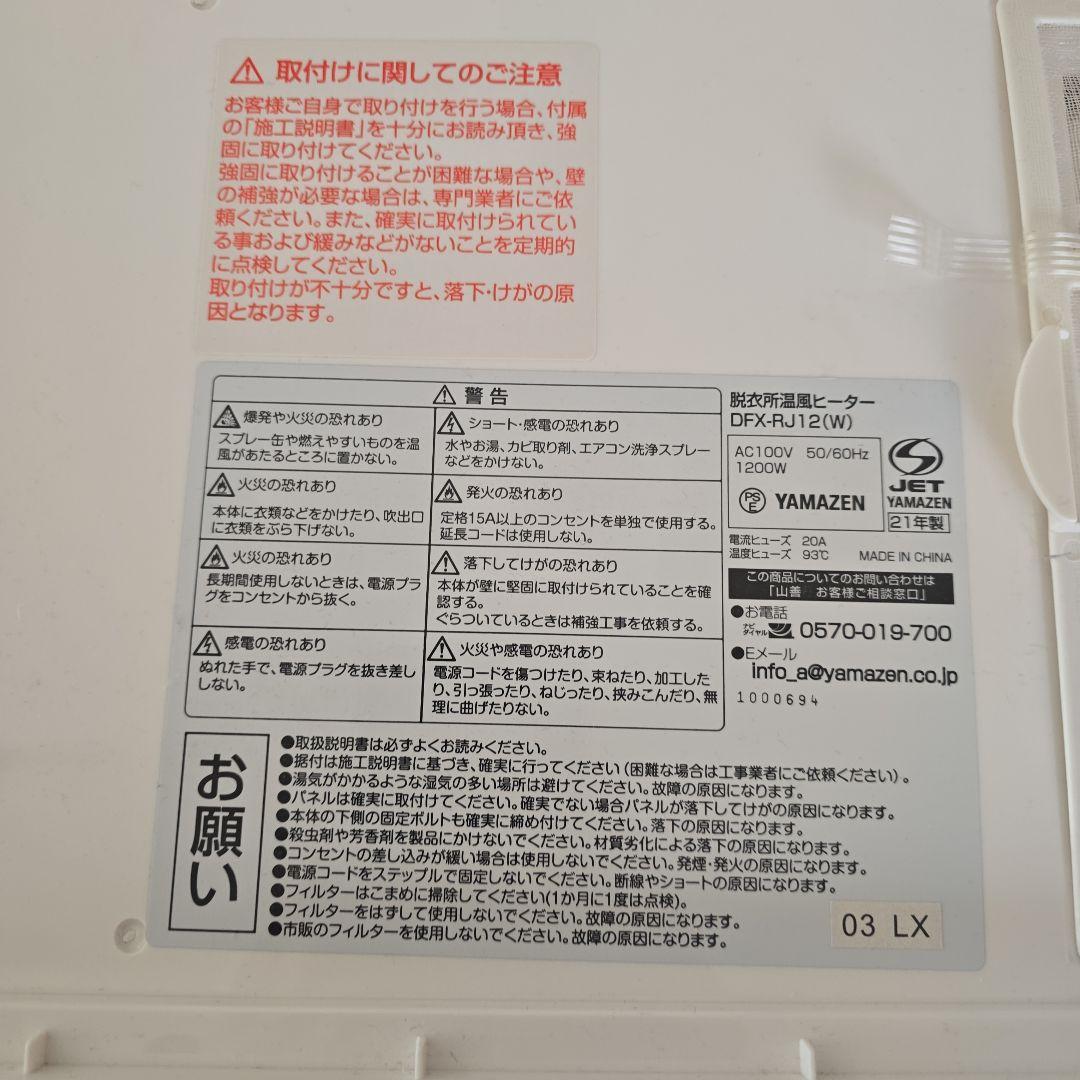 ⚠ 取付けに関してのご注意
お客様ご自身で取り付けを行う場合、付属
の「施工説明書」を十分にお読み頂き、強
固に取り付けてください。
強固に取り付けることが困難な場合や、壁
の補強が必要な場合は、専門業者にご依
頼ください。また、確実に取付けられてい
る事および緩みなどがないことを定期的
に点検してください。
取り付けが不十分ですと、落下・けがの原
因となります。
⚠ 警告
爆発や火災の恐れあり
スプレー缶や燃えやすいものを温
風があたるところに置かない。
火災の恐れあり
本体に衣類などをかけたり、吹出口
に衣類をぶら下げない。
火災の恐れあり
長期間使用しないときは、電源プラ
グをコンセントから抜く。
感電の恐れあり
ぬれた手で、電源プラグを抜き差し
しない。
ショート・感電の恐れあり
水やお湯、カビ取り剤、エアコン洗浄スプレー
などをかけない。
発火の恐れあり
定格15A以上のコンセントを単独で使用する。
延長コードは使用しない。
落下してけがの恐れあり
本体が壁に堅固に取付けられていることを確
認する。
ぐらついているときは補強工事を依頼する。
火災や感電の恐れあり
電源コードを傷つけたり、束ねたり、加工した
り、引っ張ったり、ねじったり、挟みこんだり、無
理に曲げたりない。
脱衣所温風ヒーター
DFX-RJ12(W)
AC100V 50/60Hz
1200W
PS E YAMAZEN
JET
YAMAZEN
21年製
電流ヒューズ 20A
温度ヒューズ 93℃ MADE IN CHINA
この商品についてのお問い合わせは
「山善 お客様ご相談窓口」
●お電話
ナビダイヤル 0570-019-700
●Eメール
info_a@yamazen.co.jp
1000694
お願い
●取扱説明書は必ずよくお読みください。
●据付は施工説明書に基づき、確実に行ってください(困難な場合は工事業者にご依頼ください)。
●湯気がかかるような湿気の多い場所は避けてください。故障の原因になります。
●パネルは確実に取付けてください。確実でない場合パネルが落下してけがの原因になります。
●本体の下側の固定ボルトも確実に締め付けてください。落下の原因になります。
●殺虫剤や芳香剤を製品にかけないでください。材質劣化による落下の原因になります。
●コンセントの差し込みが緩い場合は使用しないでください。発煙・発火の原因になります。
●電源コードをステップルで固定しないでください。断線やショートの原因になります。
●フィルターはこまめに掃除してください(1か月に1度は点検)。
●フィルターをはずして使用しないでください。故障の原因になります。
●市販のフィルターを使用しないでください。故障の原因になります。
03 LX